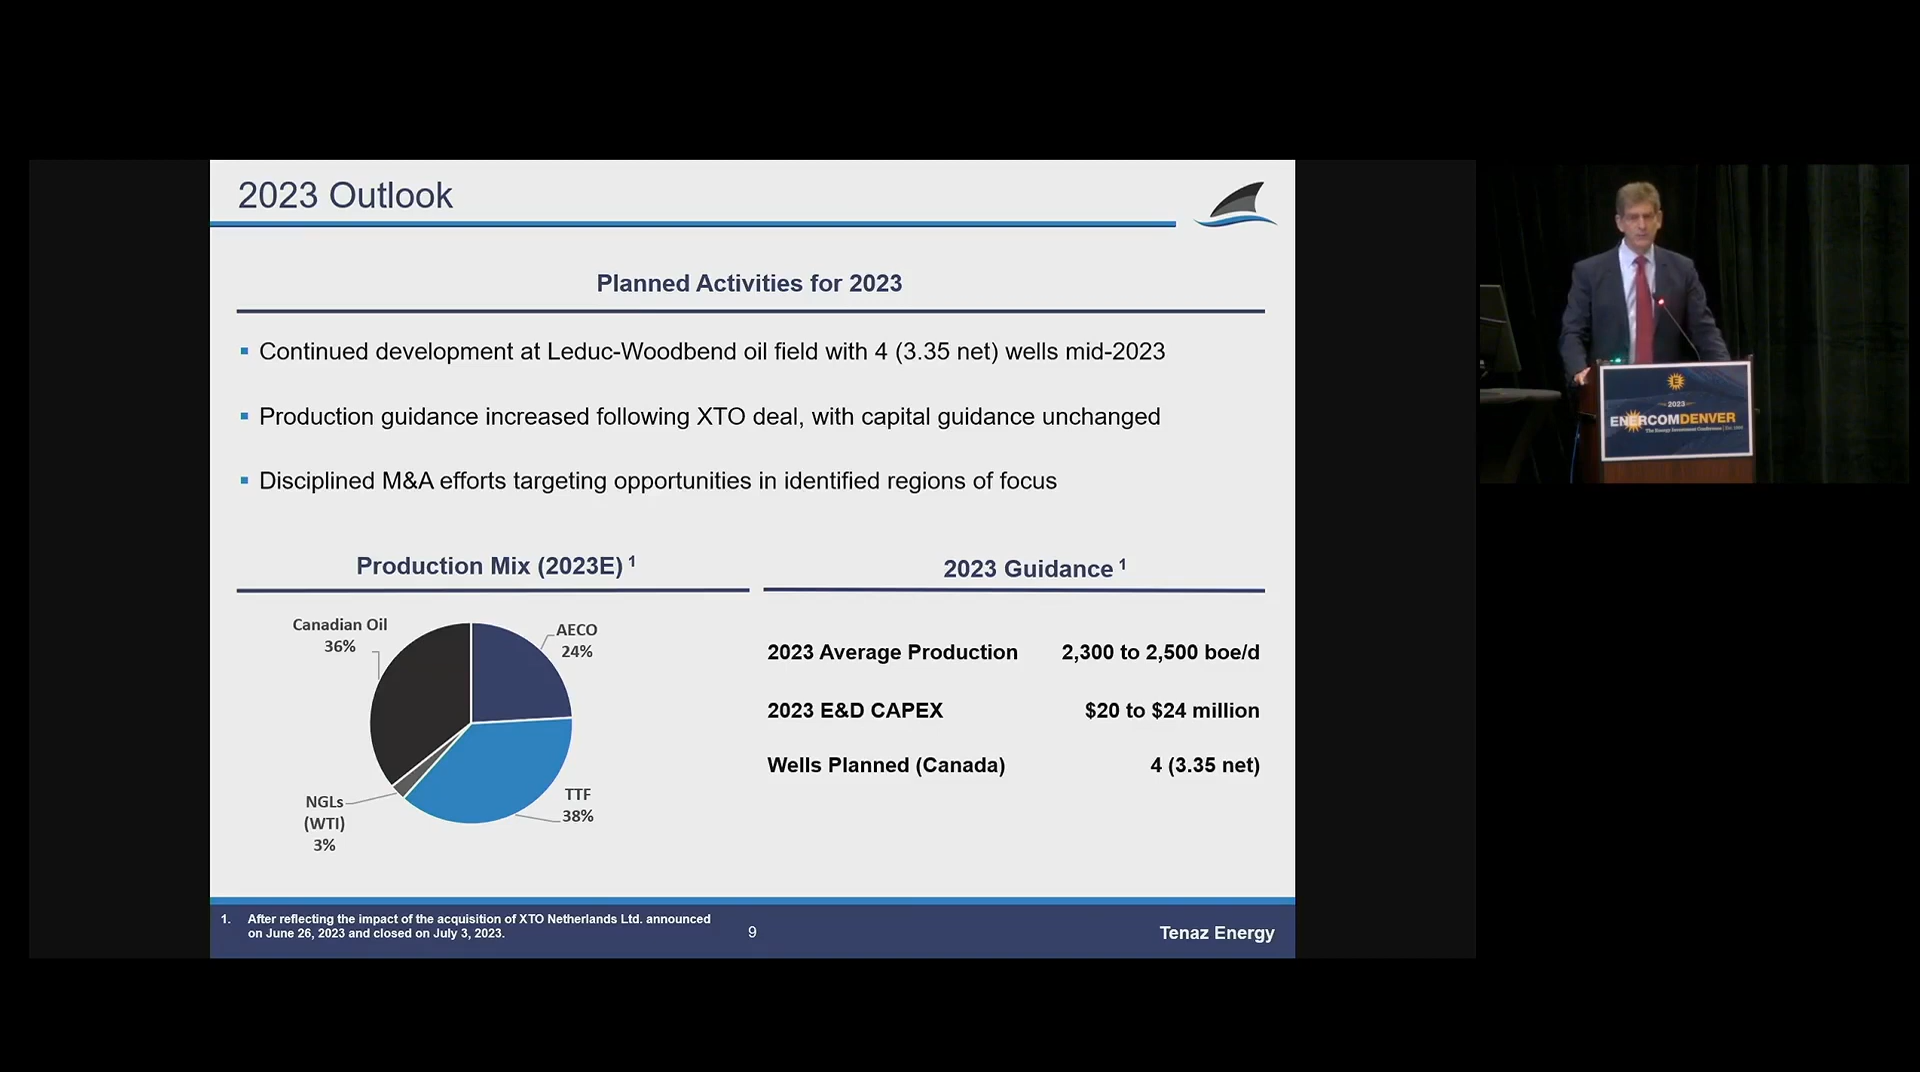 2023 Outlook
Planned Activities for 2023
▪ Continued development at Leduc-Woodbend oil field with 4 (3.35 net) wells mid-2023
▪ Production guidance increased following XTO deal, with capital guidance unchanged
▪ Disciplined M&A efforts targeting opportunities in identified regions of focus
Production Mix (2023E) 1
Canadian Oil
36%
AECO
24%
NGLs
(WTI)
3%
TTF
38%
2023 Guidance 1
2023 Average Production 2,300 to 2,500 boe/d
2023 E&D CAPEX $20 to $24 million
Wells Planned (Canada) 4 (3.35 net)
1. After reflecting the impact of the acquisition of XTO Netherlands Ltd. announced
on June 26, 2023 and closed on July 3, 2023.
9
Tenaz Energy
E
2023
ENERCOMDENVER
The Energy Investment Conference